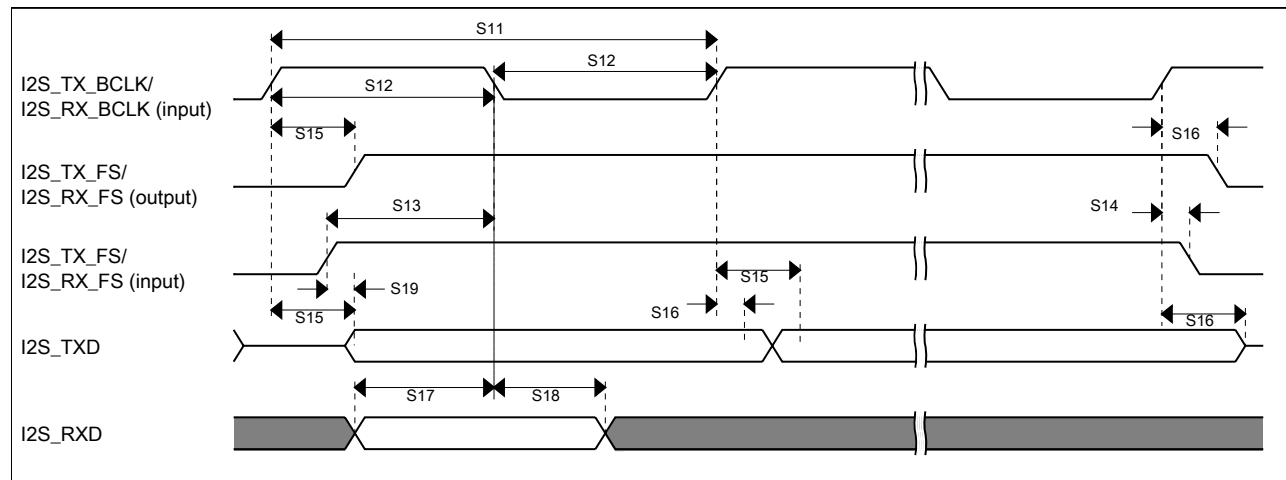 S11
I2S_TX_BCLK/
I2S_RX_BCLK (input)
S12
S12
S15
S16
I2S_TX_FS/
I2S_RX_FS (output)
S13
S14
I2S_TX_FS/
I2S_RX_FS (input)
S15
S19
S16
S15
S16
I2S_TXD
S17
S18
I2S_RXD